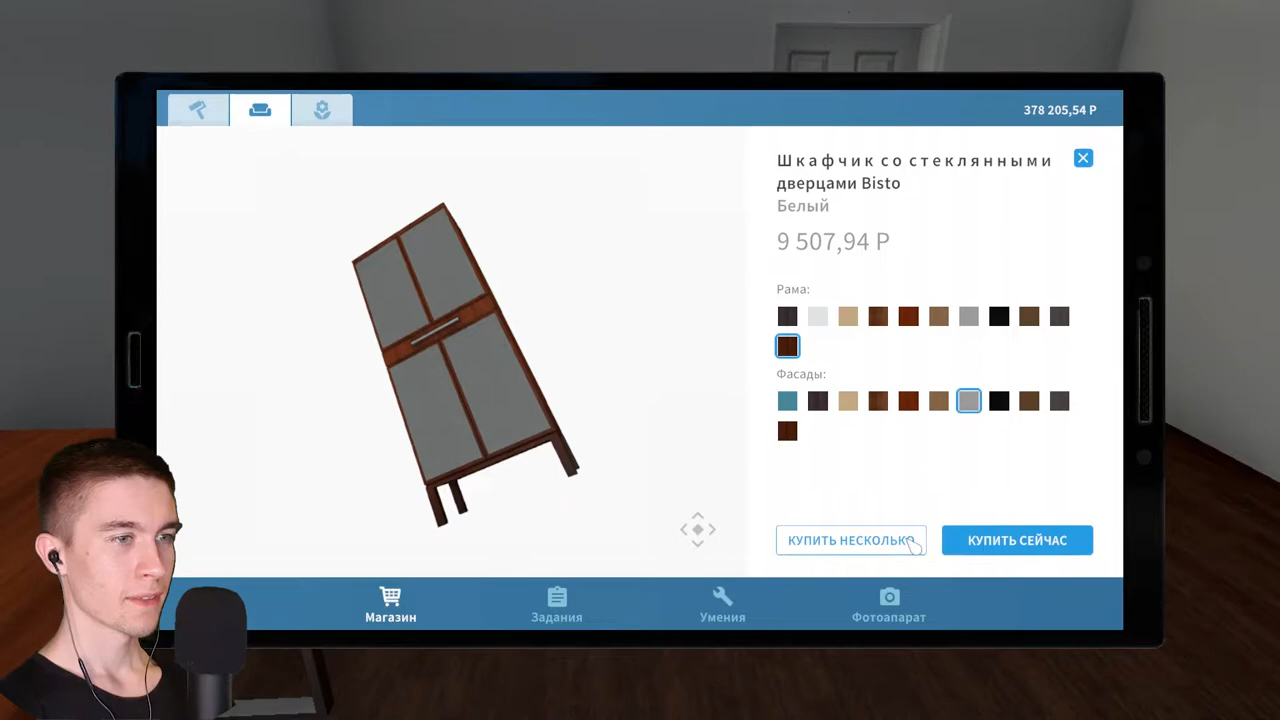 378 205,54 Р
Шкафчик со стеклянными
дверцами Bisto
Белый
9 507,94 Р
Рама:
Фасады:
КУПИТЬ НЕСКОЛЬКО
КУПИТЬ СЕЙЧАС
Магазин
Задания
Умения
Фотоапарат